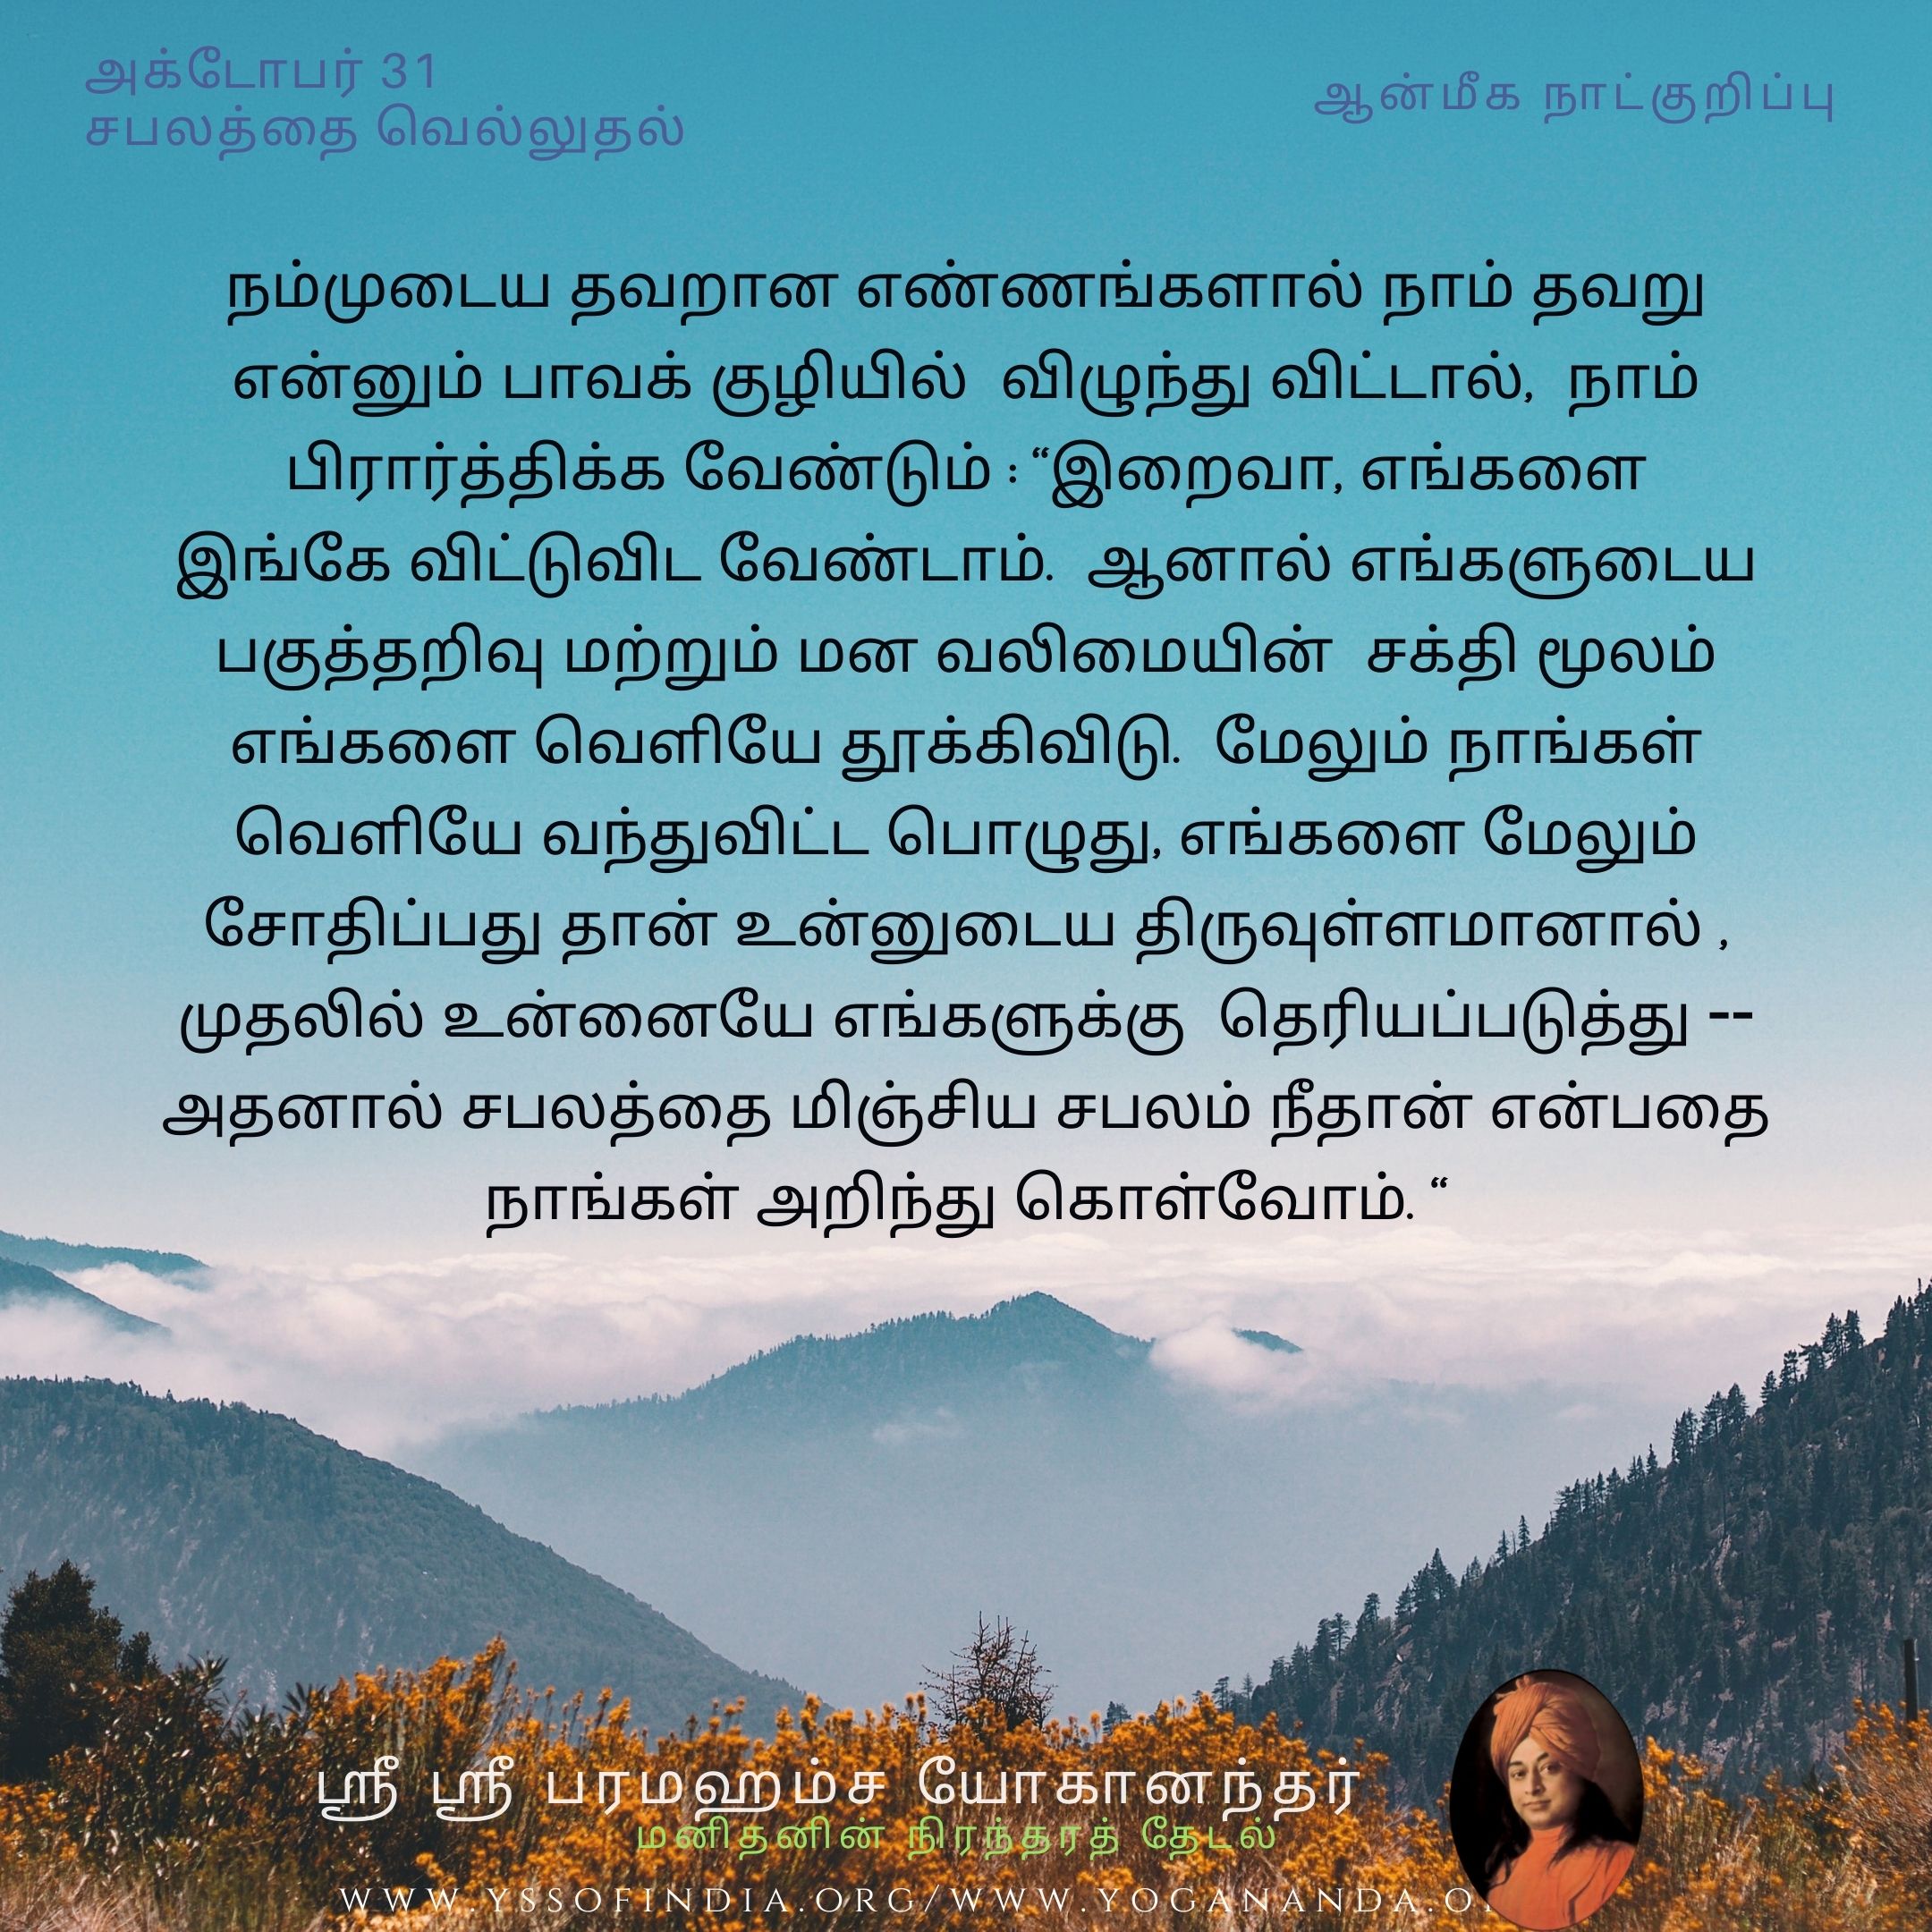 அக்டோபர் 31
சபலத்தை வெல்லுதல்
ஆன்மீக நாட்குறிப்பு
நம்முடைய தவறான எண்ணங்களால் நாம் தவறு
என்னும் பாவக் குழியில் விழுந்து விட்டால், நாம்
பிரார்த்திக்க வேண்டும் : “இறைவா, எங்களை
இங்கே விட்டுவிட வேண்டாம். ஆனால் எங்களுடைய
பகுத்தறிவு மற்றும் மன வலிமையின் சக்தி மூலம்
எங்களை வெளியே தூக்கிவிடு. மேலும் நாங்கள்
வெளியே வந்துவிட்ட பொழுது, எங்களை மேலும்
சோதிப்பது தான் உன்னுடைய திருவுள்ளமானால் ,
முதலில் உன்னையே எங்களுக்கு தெரியப்படுத்து --
அதனால் சபலத்தை மிஞ்சிய சபலம் நீதான் என்பதை
நாங்கள் அறிந்து கொள்வோம். “
ஸ்ரீ ஸ்ரீ பரமஹம்ச யோகானந்தர்
மனிதனின் நிரந்தரத் தேடல்
WWW.YSSOFINDIA.ORG/WWW.YOGANANDA.O